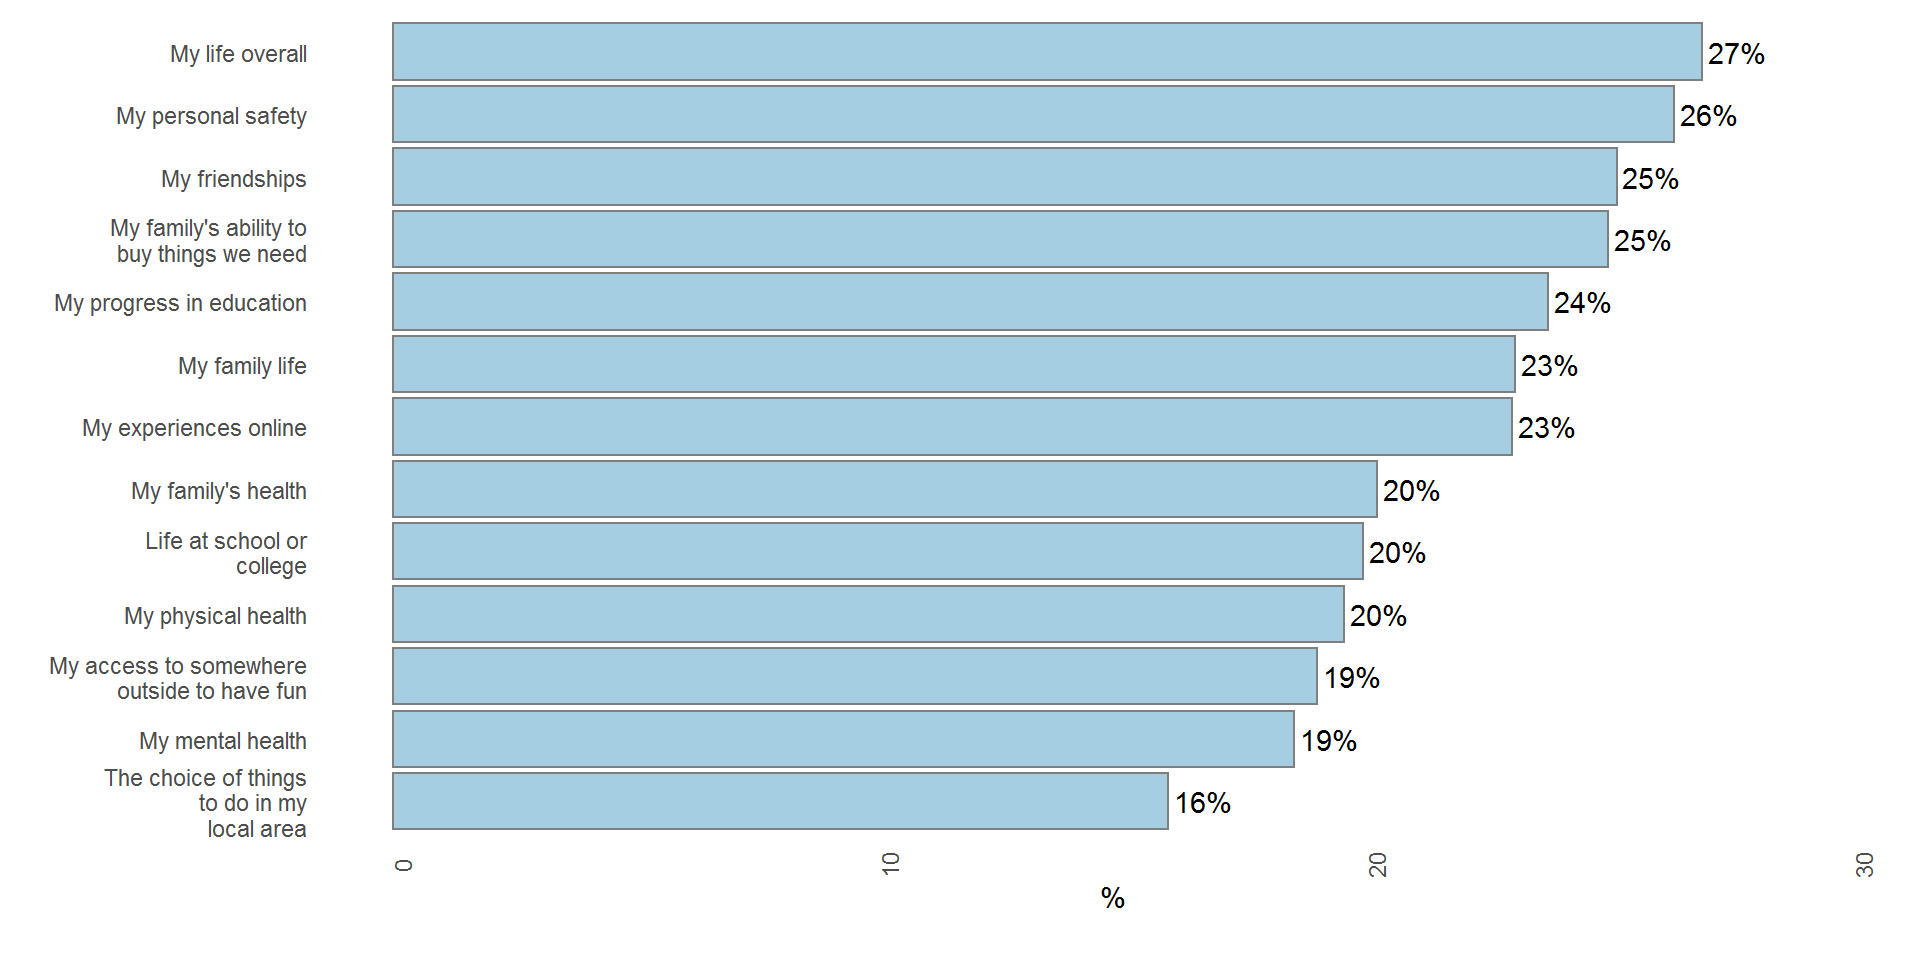 My life overall
27%
My personal safety
26%
My friendships
25%
My family's ability to
buy things we need
25%
My progress in education
24%
My family life
23%
My experiences online
23%
My family's health
20%
Life at school or
college
20%
My physical health
20%
My access to somewhere
outside to have fun
19%
My mental health
19%
The choice of things
to do in my
local area
16%
0
10
20
30
%